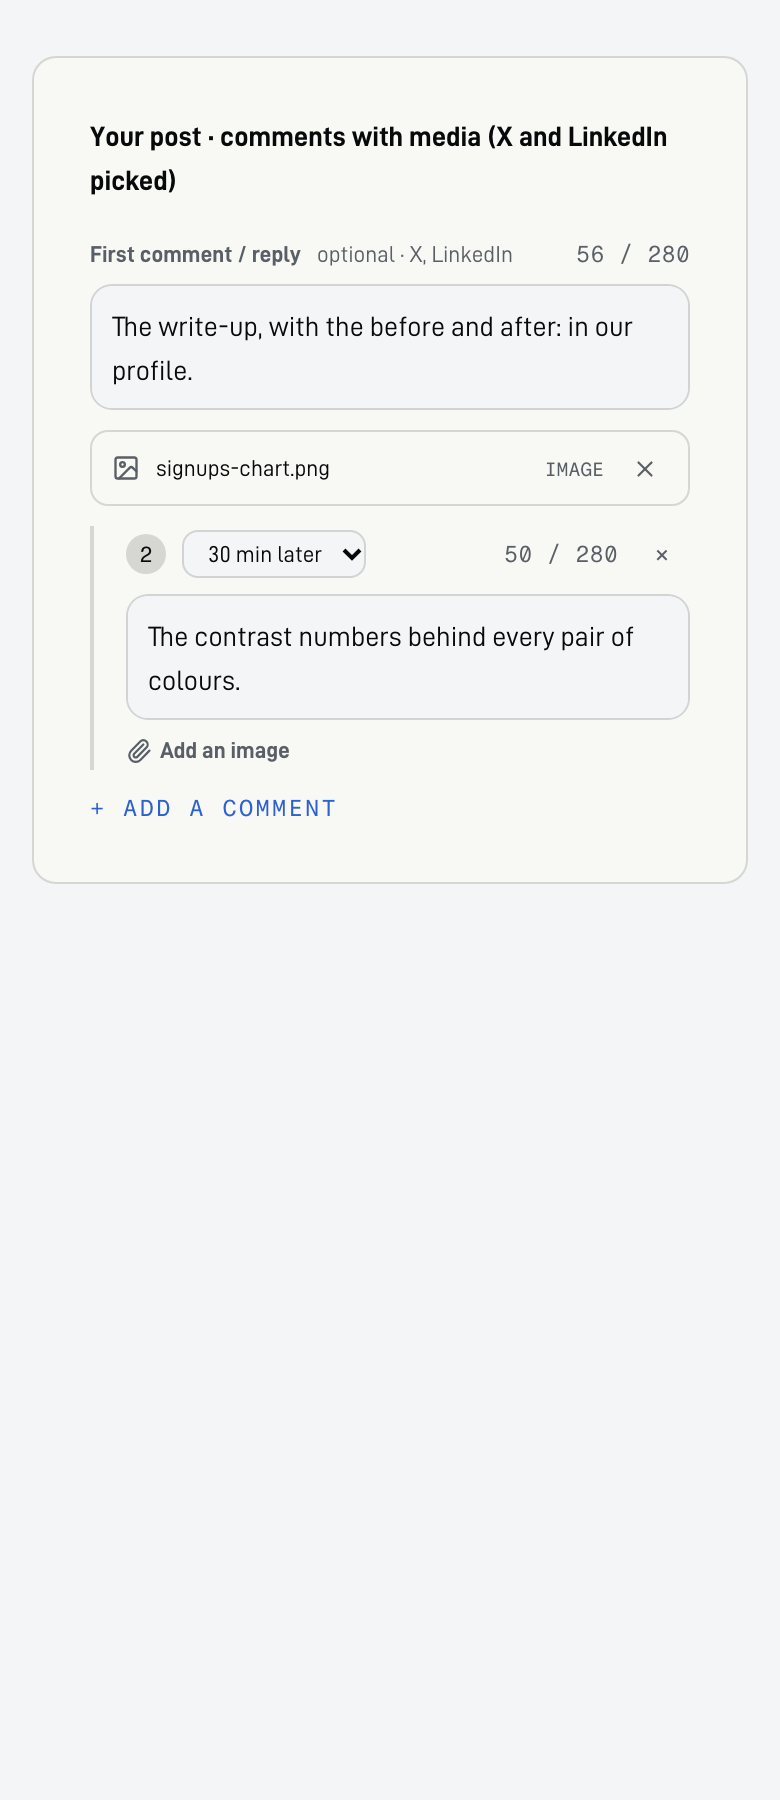 Your post · comments with media (X and LinkedIn
picked)
First comment / reply optional · X, LinkedIn 56 / 280
The write-up, with the before and after: in our
profile.
signups-chart.png IMAGE ×
2 30 min later 50 / 280 ×
The contrast numbers behind every pair of
colours.
Add an image
+ ADD A COMMENT